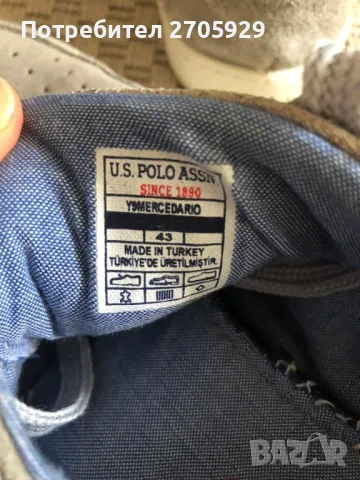 Потребител 2705929
U.S. POLO ASSN
SINCE 1890
Y9MERCEDARIO
43
MADE IN TURKEY
TÜRKİYE'DE ÜRETİLMİŞTİR.
BAZAR